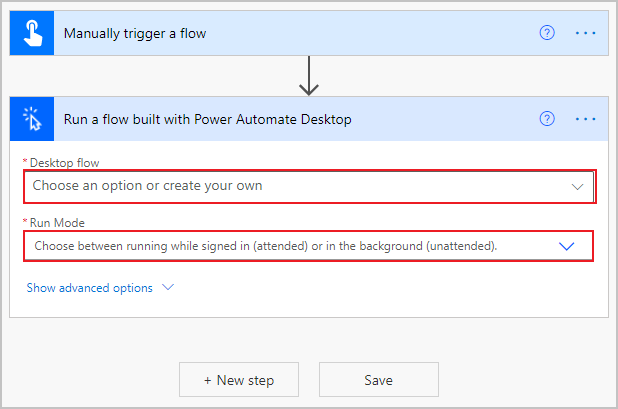 Manually trigger a flow
Run a flow built with Power Automate Desktop
* Desktop flow
Choose an option or create your own
* Run Mode
Choose between running while signed in (attended) or in the background (unattended).
Show advanced options
+ New step
Save